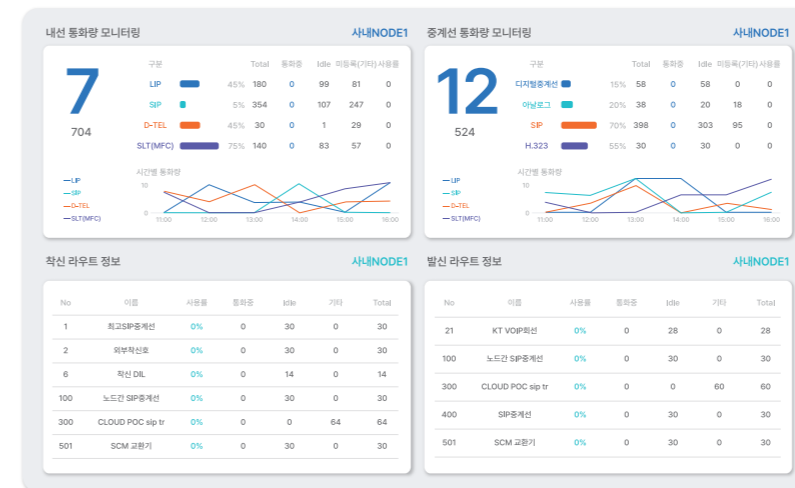 내선 통화량 모니터링 사내NODE1
7
704
구분 Total 통화중 Idle 미등록(기타) 사용률
LIP 45% 180 0 99 81 0
SIP 5% 354 0 107 247 0
D-TEL 45% 30 0 1 29 0
SLT(MFC) 75% 140 0 83 57 0
시간별 통화량
10
0
LIP
SIP
D-TEL
SLT(MFC)
11:00 12:00 13:00 14:00 15:00 16:00
중계선 통화량 모니터링 사내NODE1
12
524
구분 Total 통화중 Idle 미등록(기타) 사용률
디지털중계선 15% 58 0 58 0 0
아날로그 20% 38 0 20 18 0
SIP 70% 398 0 303 95 0
H.323 55% 30 0 30 0 0
시간별 통화량
10
0
LIP
SIP
D-TEL
SLT(MFC)
11:00 12:00 13:00 14:00 15:00 16:00
착신 라우트 정보 사내NODE1
No 이름 사용률 통화중 Idle 기타 Total
1 최고SIP중계선 0% 0 30 0 30
2 외부착신호 0% 0 30 0 30
6 착신 DIL 0% 0 14 0 14
100 노드간 SIP중계선 0% 0 30 0 30
300 CLOUD POC sip tr 0% 0 0 64 64
501 SCM 교환기 0% 0 30 0 30
발신 라우트 정보 사내NODE1
No 이름 사용률 통화중 Idle 기타 Total
21 KT VOIP회선 0% 0 28 0 28
100 노드간 SIP중계선 0% 0 30 0 30
300 CLOUD POC sip tr 0% 0 0 60 60
400 SIP중계선 0% 0 30 0 30
501 SCM 교환기 0% 0 30 0 30